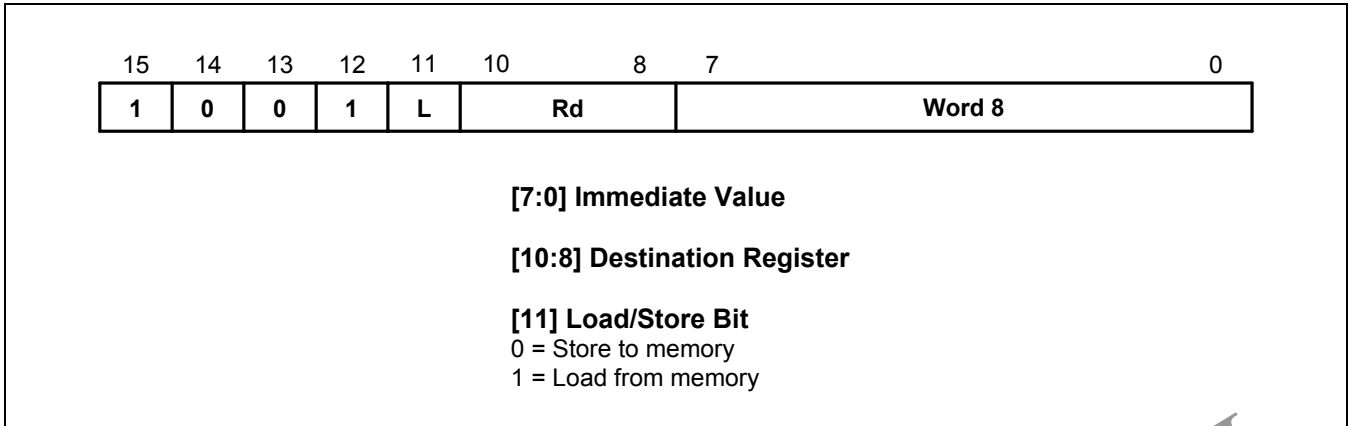 15 14 13 12 11 10 8 7 0
1 0 0 1 L Rd Word 8
[7:0] Immediate Value
[10:8] Destination Register
[11] Load/Store Bit
0 = Store to memory
1 = Load from memory